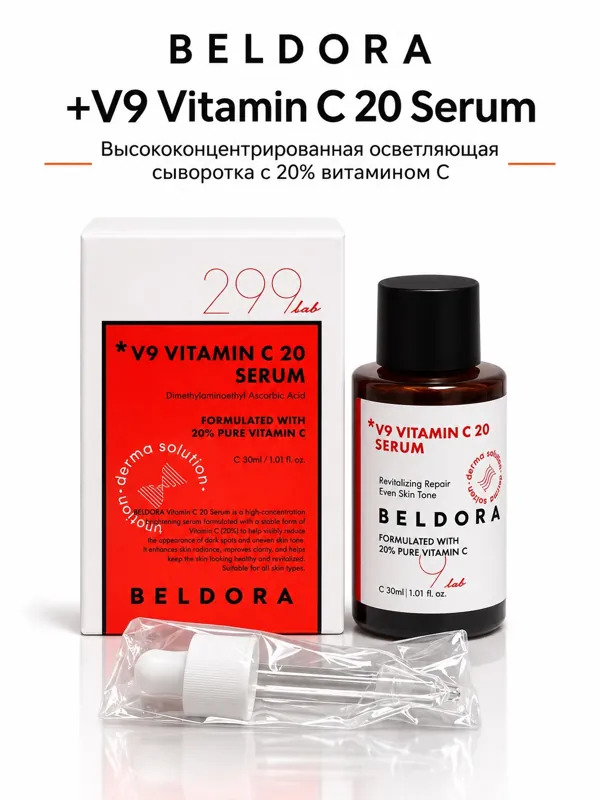 BELDORA
+V9 Vitamin C 20 Serum
Высококонцентрированная осветляющая
сыворотка с 20% витамином С
299 lab
*V9 VITAMIN C 20
SERUM
Dimethylaminoethyl Ascorbic Acid
FORMULATED WITH
20% PURE VITAMIN C
C 30ml / 1.01 fl. oz.
unotion · derma solution ·
BELDORA Vitamin C 20 Serum is a high-concentration
brightening serum formulated with a stable form of
Vitamin C (20%) to help visibly reduce
the appearance of dark spots and uneven skin tone.
It enhances skin radiance, improves clarity, and helps
keep the skin looking healthy and revitalized.
Suitable for all skin types.
BELDORA
*V9 VITAMIN C 20
SERUM
derma solution
Revitalizing Repair
Even Skin Tone
BELDORA
FORMULATED WITH
20% PURE VITAMIN C
9 lab
C 30ml | 1.01 fl. oz.